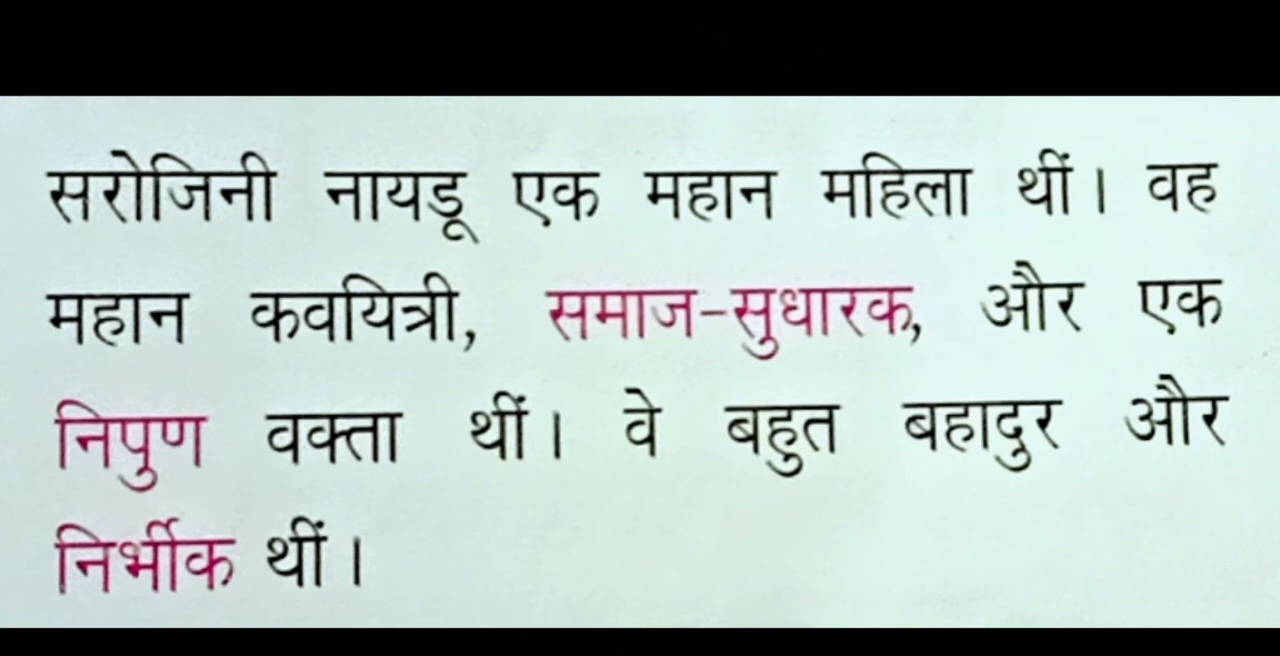 सरोजिनी नायडू एक महान महिला थीं। वह
महान कवयित्री, समाज-सुधारक, और एक
निपुण वक्ता थीं। वे बहुत बहादुर और
निर्भीक थीं।